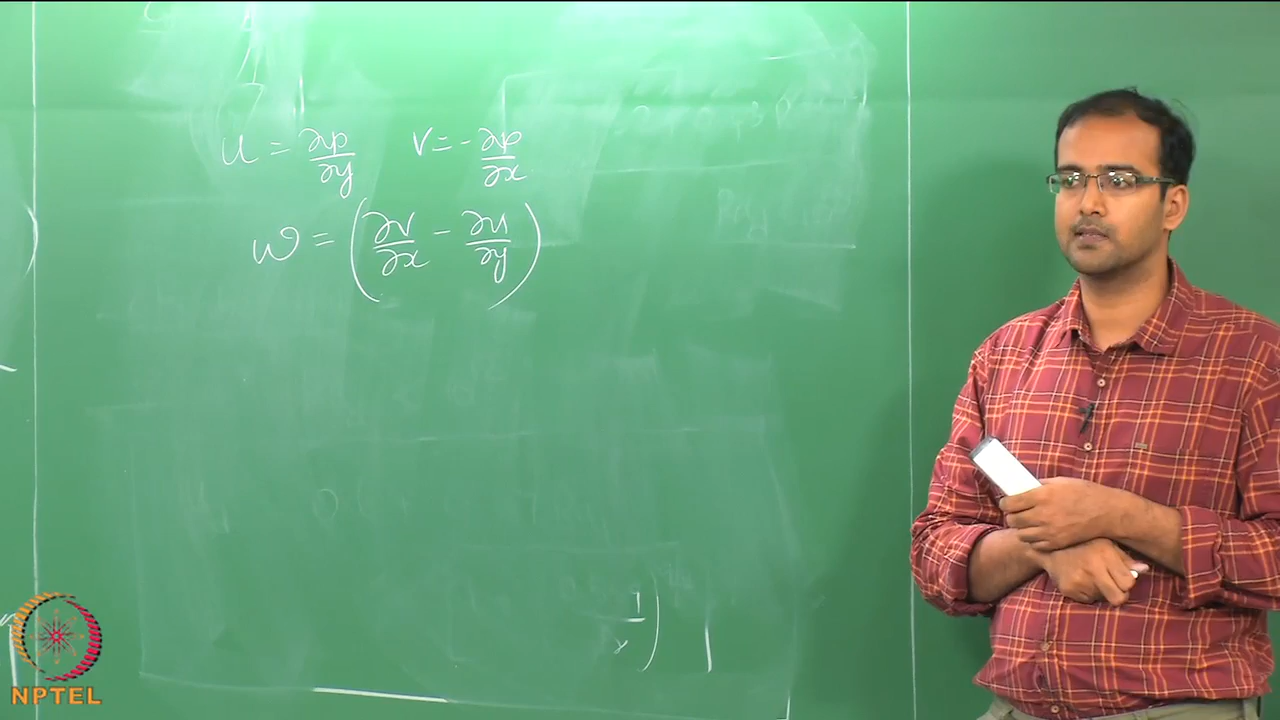 u = ∂ψ/∂y v = -∂ψ/∂x
ω = (∂v/∂x - ∂u/∂y)
NPTEL